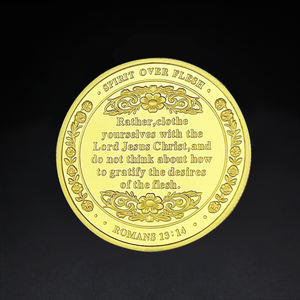 · SPIRIT OVER FLESH ·
Rather,clothe
yourselves with the
Lord Jesus Christ,and
do not think about how
to gratify the desires
of the flesh.
· ROMANS 13:14 ·